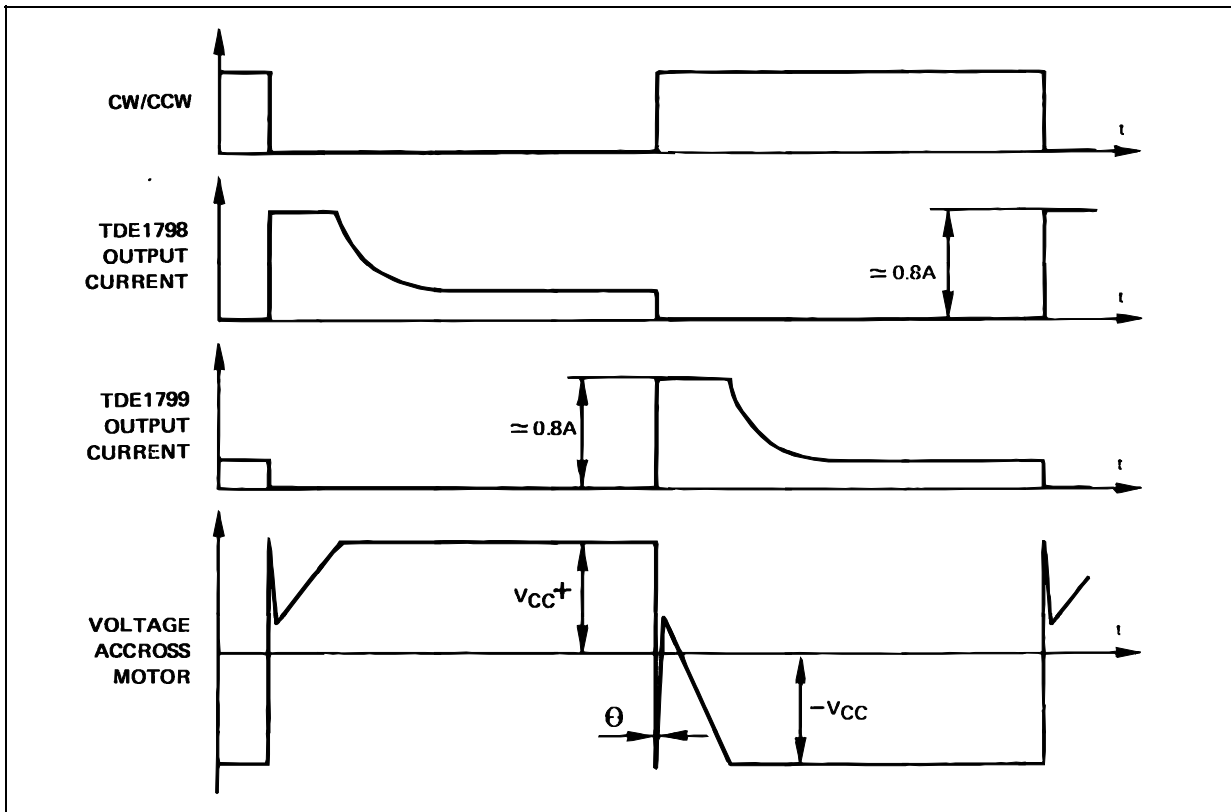 CW/CCW
t
TDE1798
OUTPUT
CURRENT
≃ 0.8A
t
TDE1799
OUTPUT
CURRENT
≃ 0.8A
t
VCC+
VOLTAGE
ACCROSS
MOTOR
t
Θ
−VCC